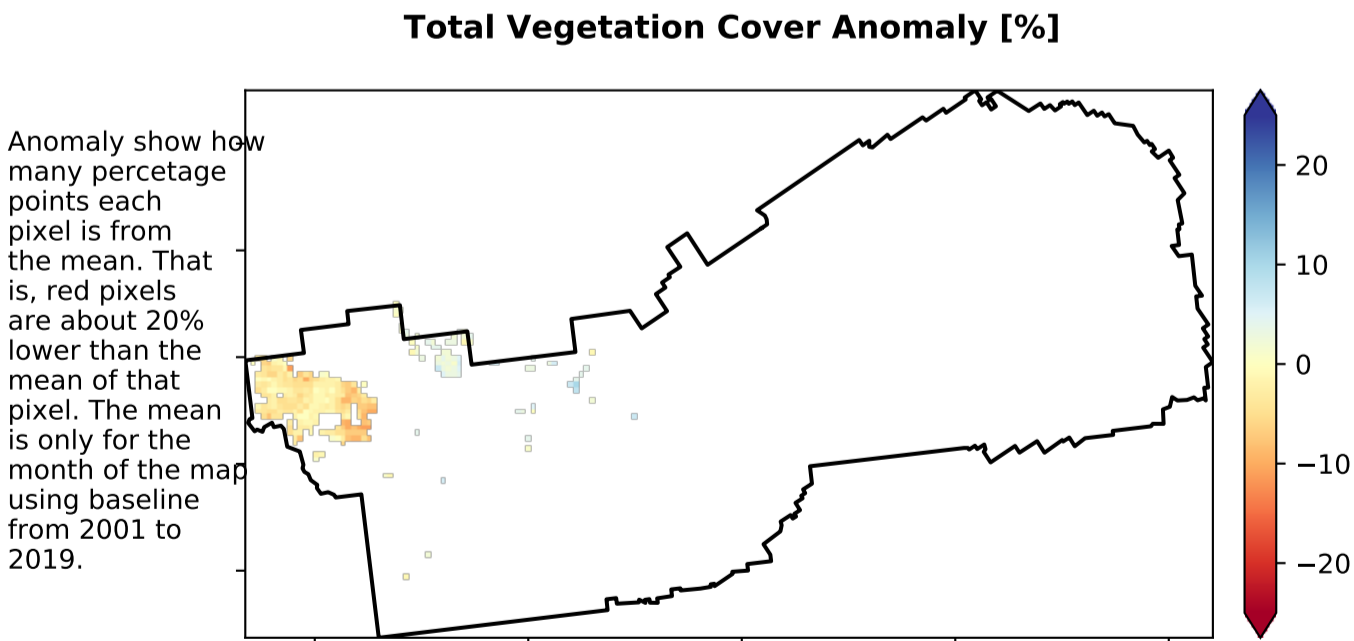 Total Vegetation Cover Anomaly [%]
Anomaly show how
many percetage
points each
pixel is from
the mean. That
is, red pixels
are about 20%
lower than the
mean of that
pixel. The mean
is only for the
month of the map
using baseline
from 2001 to
2019.
20
10
0
−10
−20